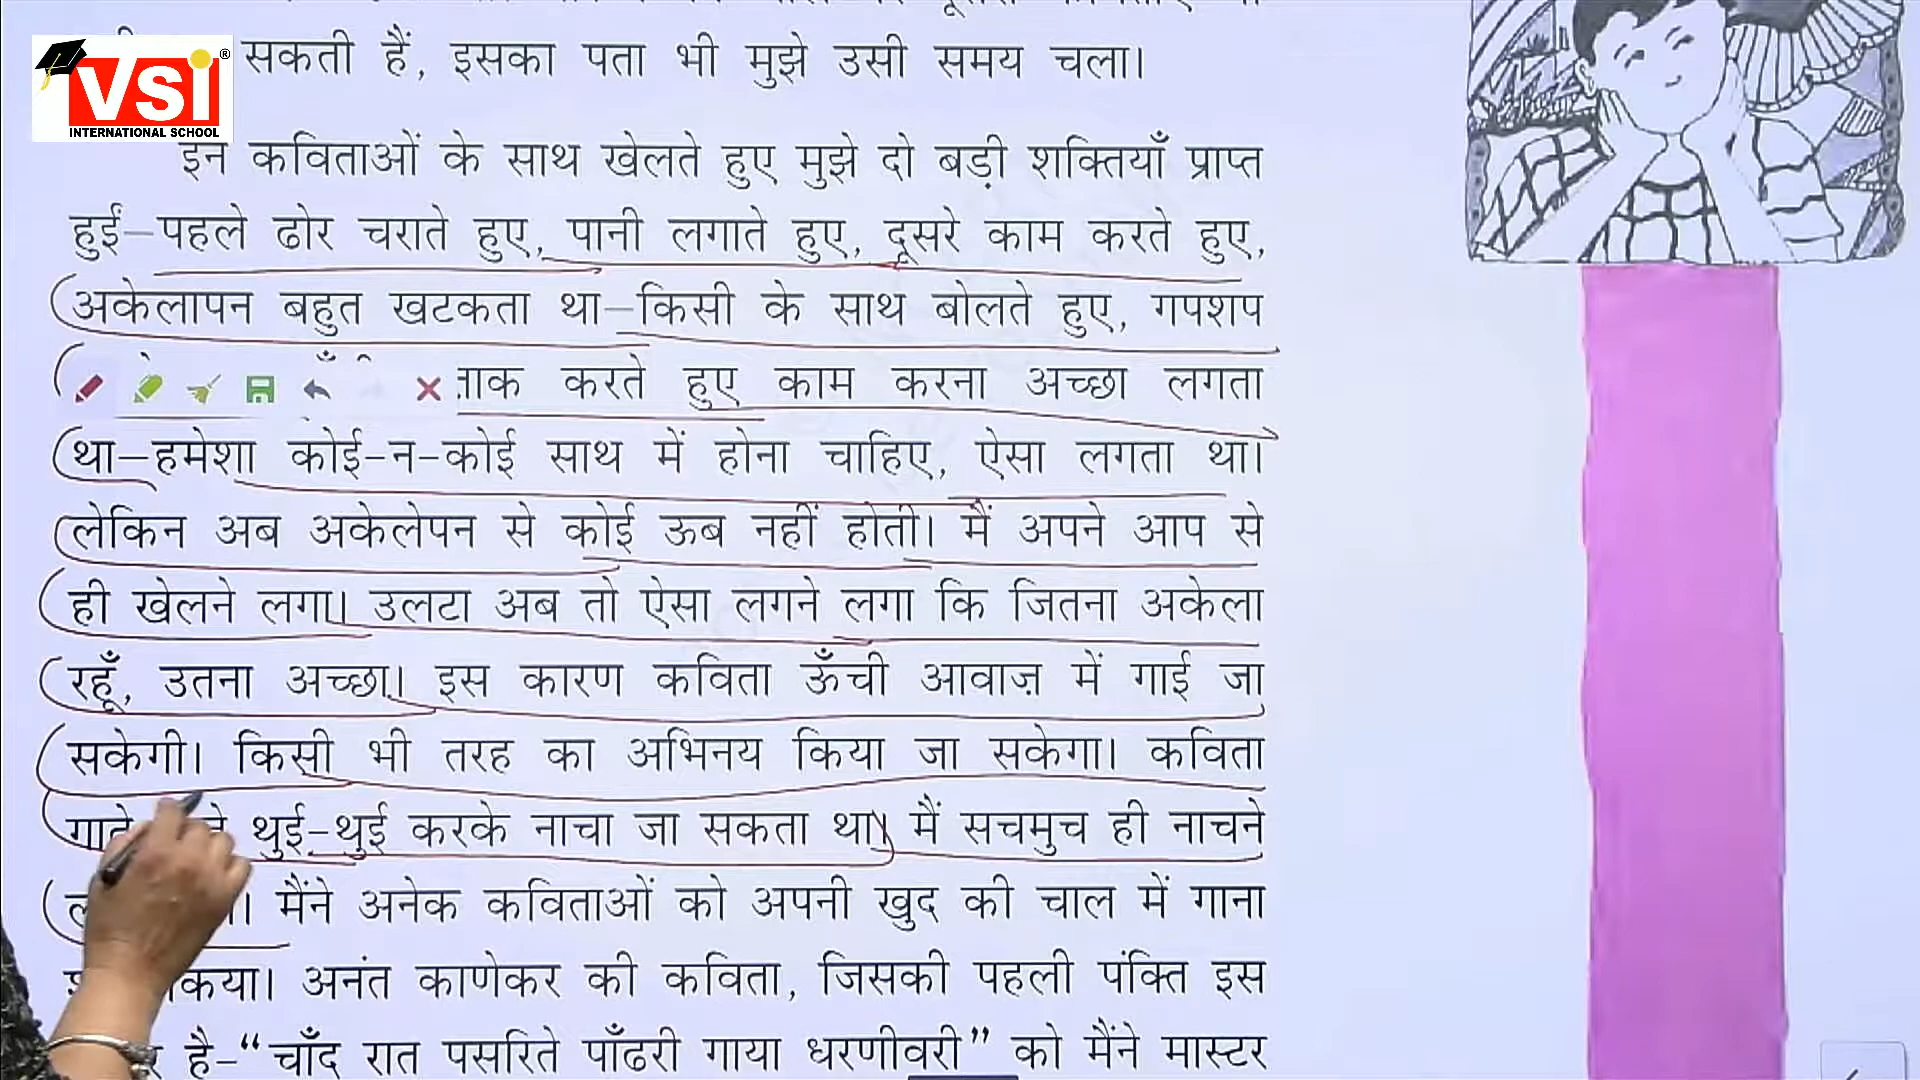 सकती हैं, इसका पता भी मुझे उसी समय चला।
VSI ®
INTERNATIONAL SCHOOL
इन कविताओं के साथ खेलते हुए मुझे दो बड़ी शक्तियाँ प्राप्त
हुईं–पहले ढोर चराते हुए, पानी लगाते हुए, दूसरे काम करते हुए,
अकेलापन बहुत खटकता था–किसी के साथ बोलते हुए, गपशप
करते हुए काम करना अच्छा लगता
था–हमेशा कोई-न-कोई साथ में होना चाहिए, ऐसा लगता था।
लेकिन अब अकेलेपन से कोई ऊब नहीं होती। मैं अपने आप से
ही खेलने लगा। उलटा अब तो ऐसा लगने लगा कि जितना अकेला
रहूँ, उतना अच्छा। इस कारण कविता ऊँची आवाज़ में गाई जा
सकेगी। किसी भी तरह का अभिनय किया जा सकेगा। कविता
थुई-थुई करके नाचा जा सकता था। मैं सचमुच ही नाचने
मैंने अनेक कविताओं को अपनी खुद की चाल में गाना
अनंत काणेकर की कविता, जिसकी पहली पंक्ति इस
है–“चाँद रात पसरिते पाँढरी गाया धरणीवरी” को मैंने मास्टर